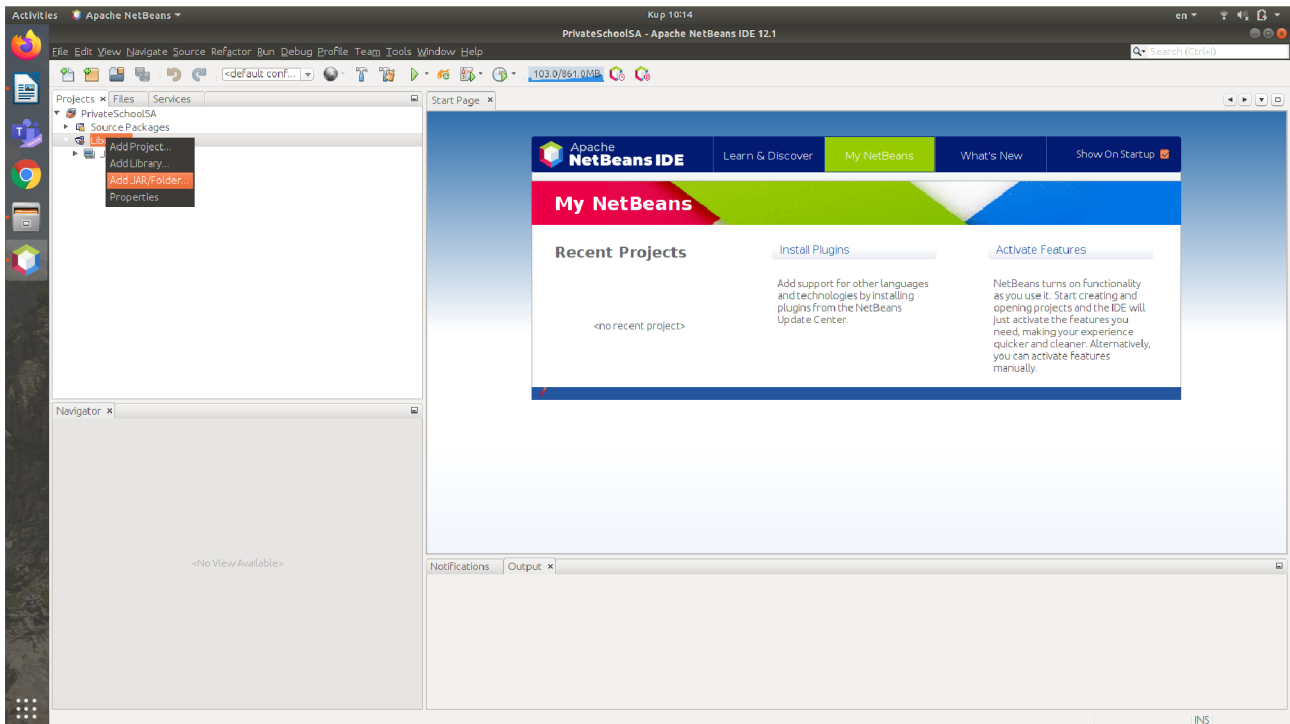 Activities Apache NetBeans Κυρ 10:14 en
PrivateSchoolSA - Apache NetBeans IDE 12.1
File Edit View Navigate Source Refactor Run Debug Profile Team Tools Window Help Search (Ctrl+I)
<default conf... 103.0/861.0MB
Projects Files Services Start Page
PrivateSchoolSA
Source Packages
Add Project...
Add Library...
Add JAR/Folder...
Properties
Apache
NetBeans IDE
Learn & Discover My NetBeans What's New Show On Startup
My NetBeans
Recent Projects
<no recent project>
Install Plugins
Add support for other languages
and technologies by installing
plugins from the NetBeans
Update Center.
Activate Features
NetBeans turns on functionality
as you use it. Start creating and
opening projects and the IDE will
just activate the features you
need, making your experience
quicker and cleaner. Alternatively,
you can activate features
manually.
Navigator
<No View Available>
Notifications Output
INS